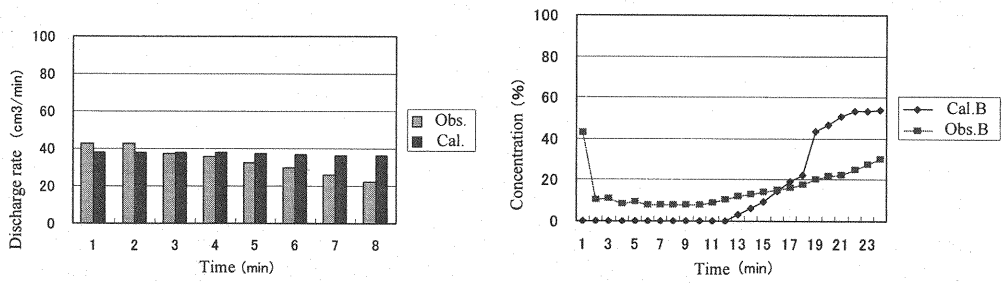 Discharge rate (cm3/min)
100
80
60
40
20
0
1 2 3 4 5 6 7 8
Time (min)
Obs.
Cal.
Concentration (%)
100
80
60
40
20
0
1 3 5 7 9 11 13 15 17 19 21 23
Time (min)
Cal.B
Obs.B